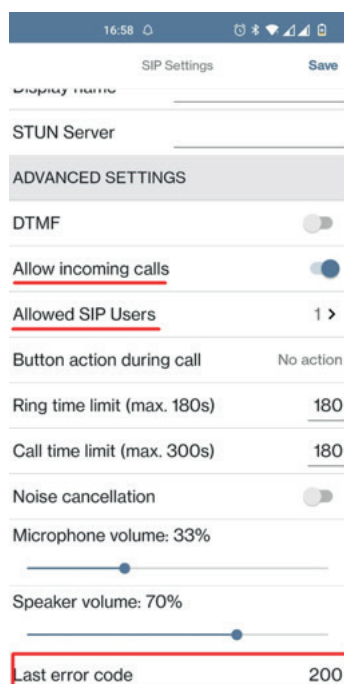 16:58
SIP Settings Save
Display name
STUN Server
ADVANCED SETTINGS
DTMF
Allow incoming calls
Allowed SIP Users 1 >
Button action during call No action
Ring time limit (max. 180s) 180
Call time limit (max. 300s) 180
Noise cancellation
Microphone volume: 33%
Speaker volume: 70%
Last error code 200